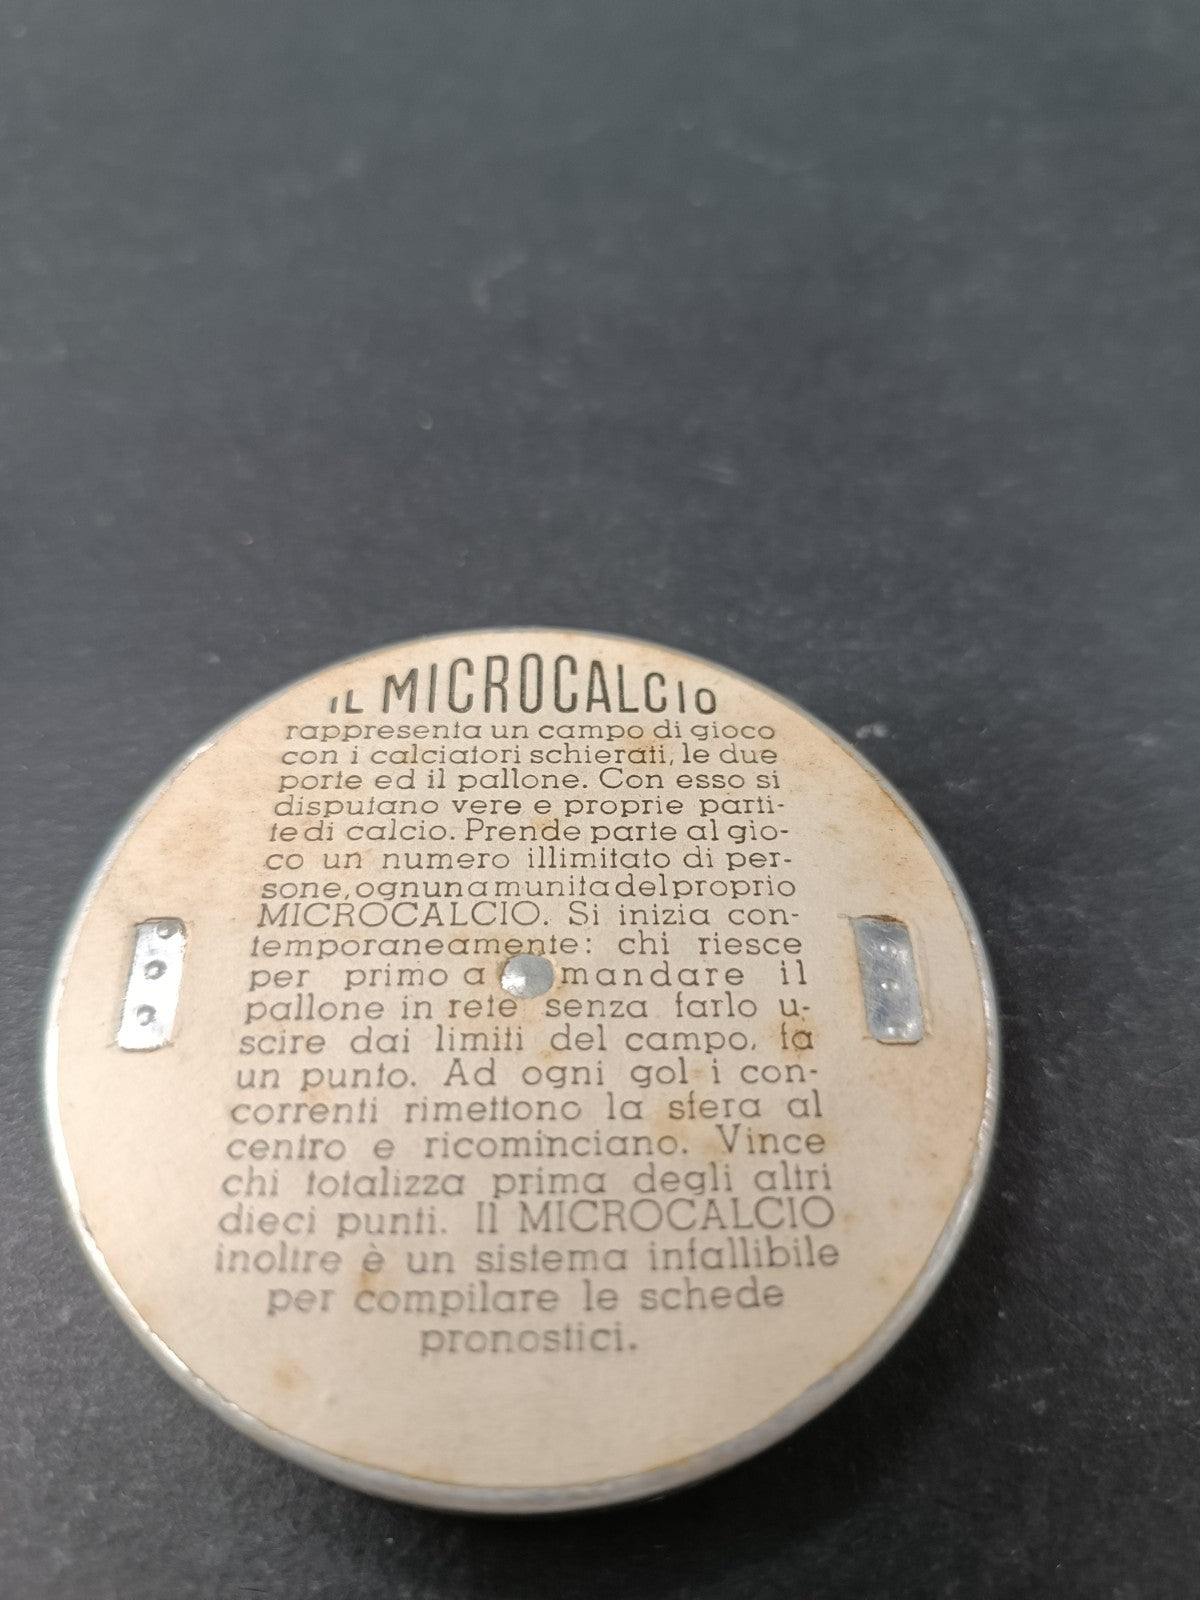 IL MICROCALCIO
rappresenta un campo di gioco
con i calciatori schierati, le due
porte ed il pallone. Con esso si
disputano vere e proprie parti-
te di calcio. Prende parte al gio-
co un numero illimitato di per-
sone, ognuna munita del proprio
MICROCALCIO. Si inizia con-
temporaneamente: chi riesce
per primo a mandare il
pallone in rete senza farlo u-
scire dai limiti del campo, fa
un punto. Ad ogni gol i con-
correnti rimettono la sfera al
centro e ricominciano. Vince
chi totalizza prima degli altri
dieci punti. Il MICROCALCIO
inoltre è un sistema infallibile
per compilare le schede
pronostici.